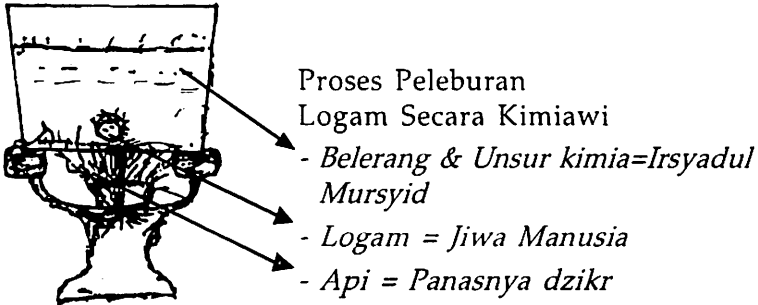 Proses Peleburan
Logam Secara Kimiawi
- Belerang & Unsur kimia=Irsyadul
Mursyid
- Logam = Jiwa Manusia
- Api = Panasnya dzikr